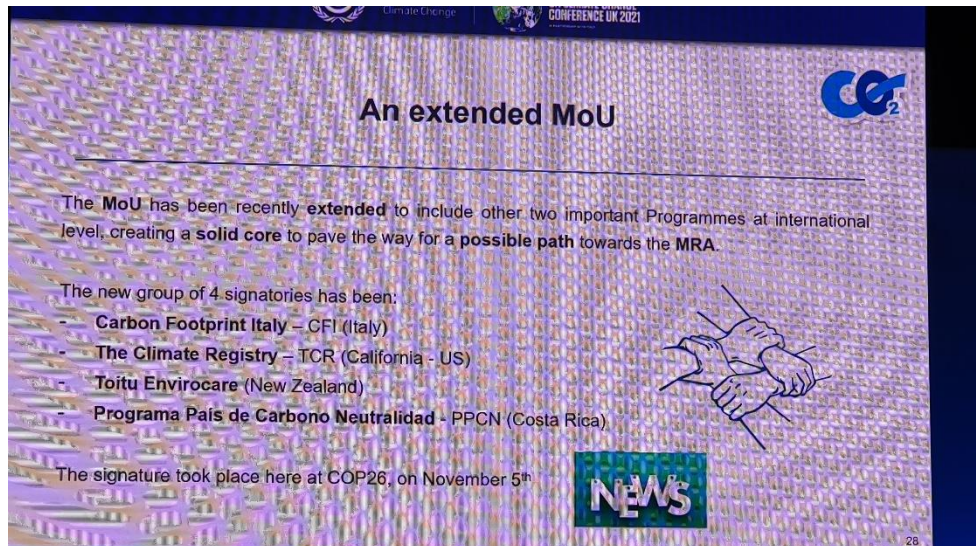 Climate Change
CONFERENCE UK 2021
CO2
An extended MoU
The MoU has been recently extended to include other two important Programmes at international
level, creating a solid core to pave the way for a possible path towards the MRA.
The new group of 4 signatories has been:
- Carbon Footprint Italy – CFI (Italy)
- The Climate Registry – TCR (California - US)
- Toitu Envirocare (New Zealand)
- Programa País de Carbono Neutralidad - PPCN (Costa Rica)
The signature took place here at COP26, on November 5th
NEWS
28